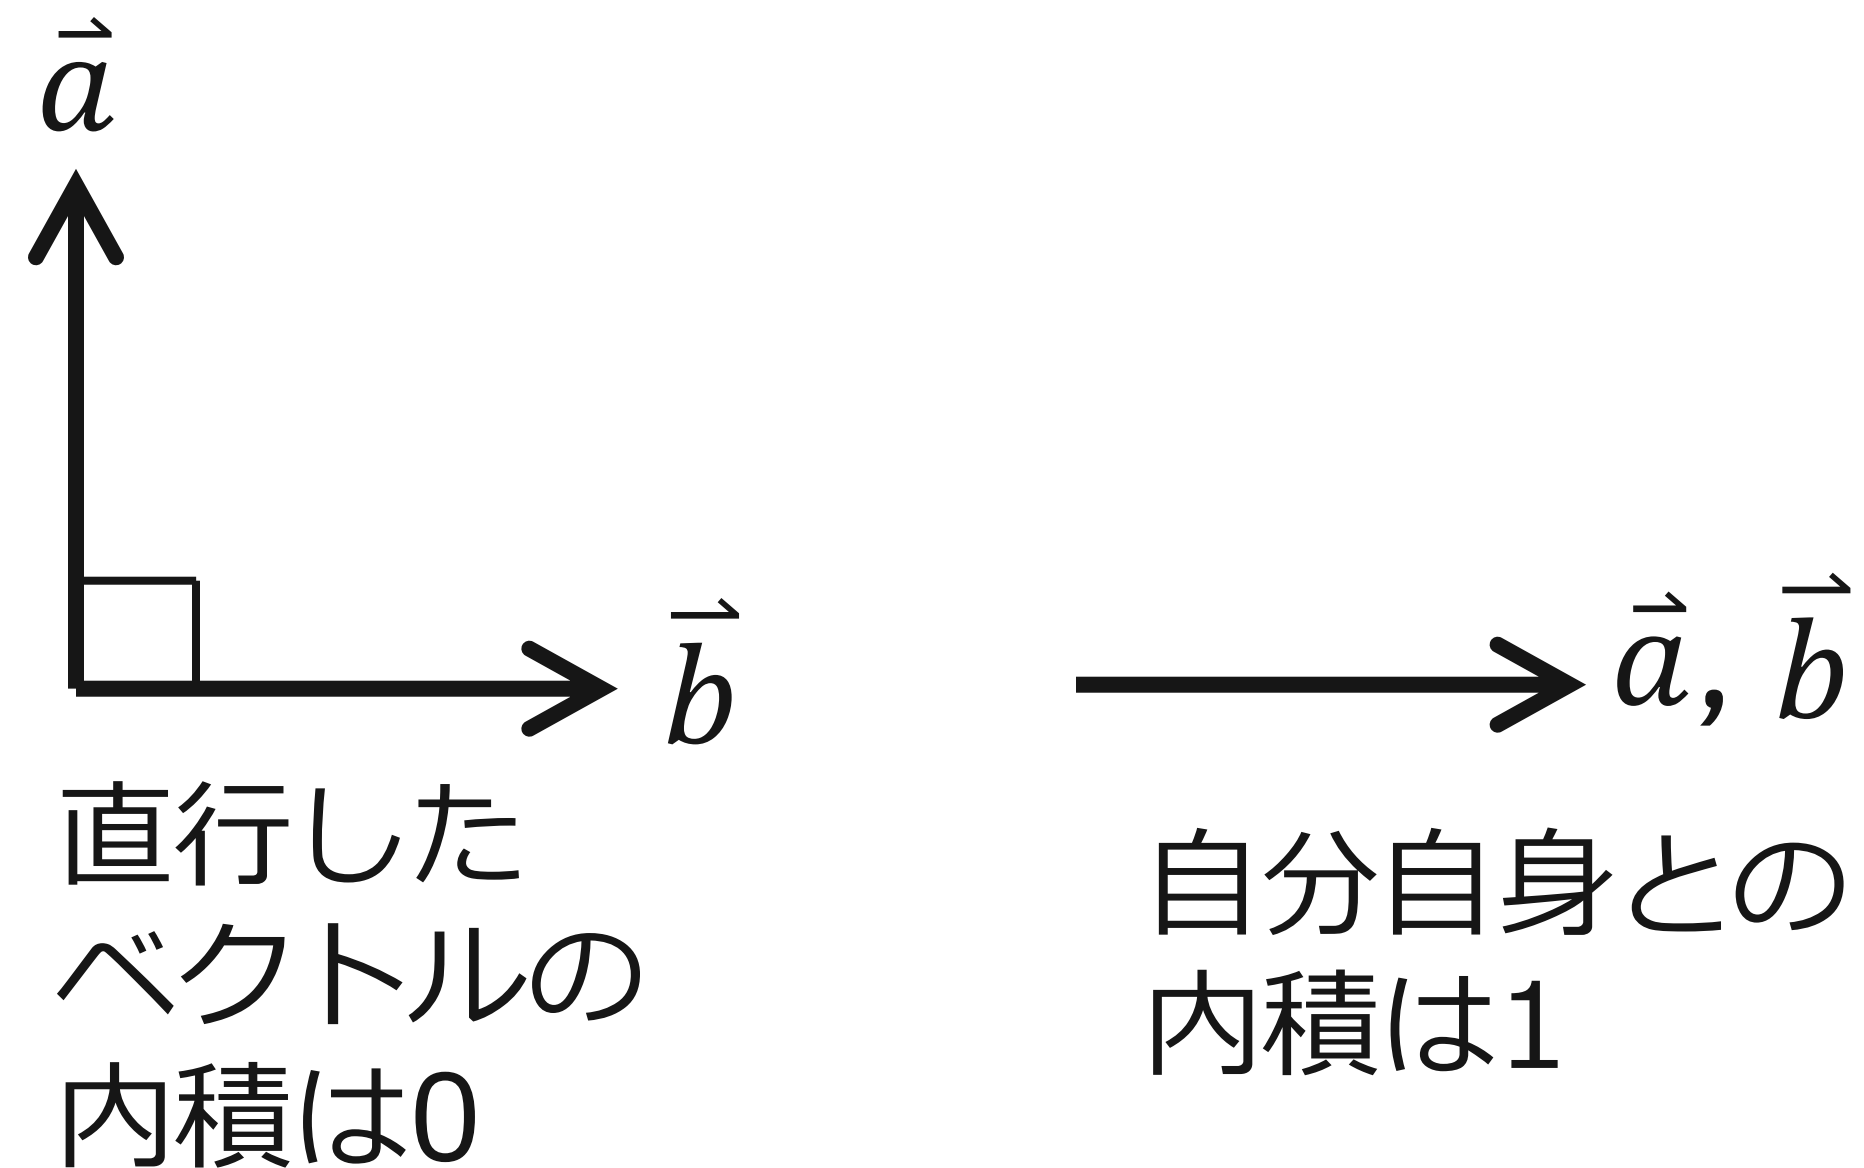 a⃗
b⃗
直行した
ベクトルの
内積は0
a⃗, b⃗
自分自身との
内積は1